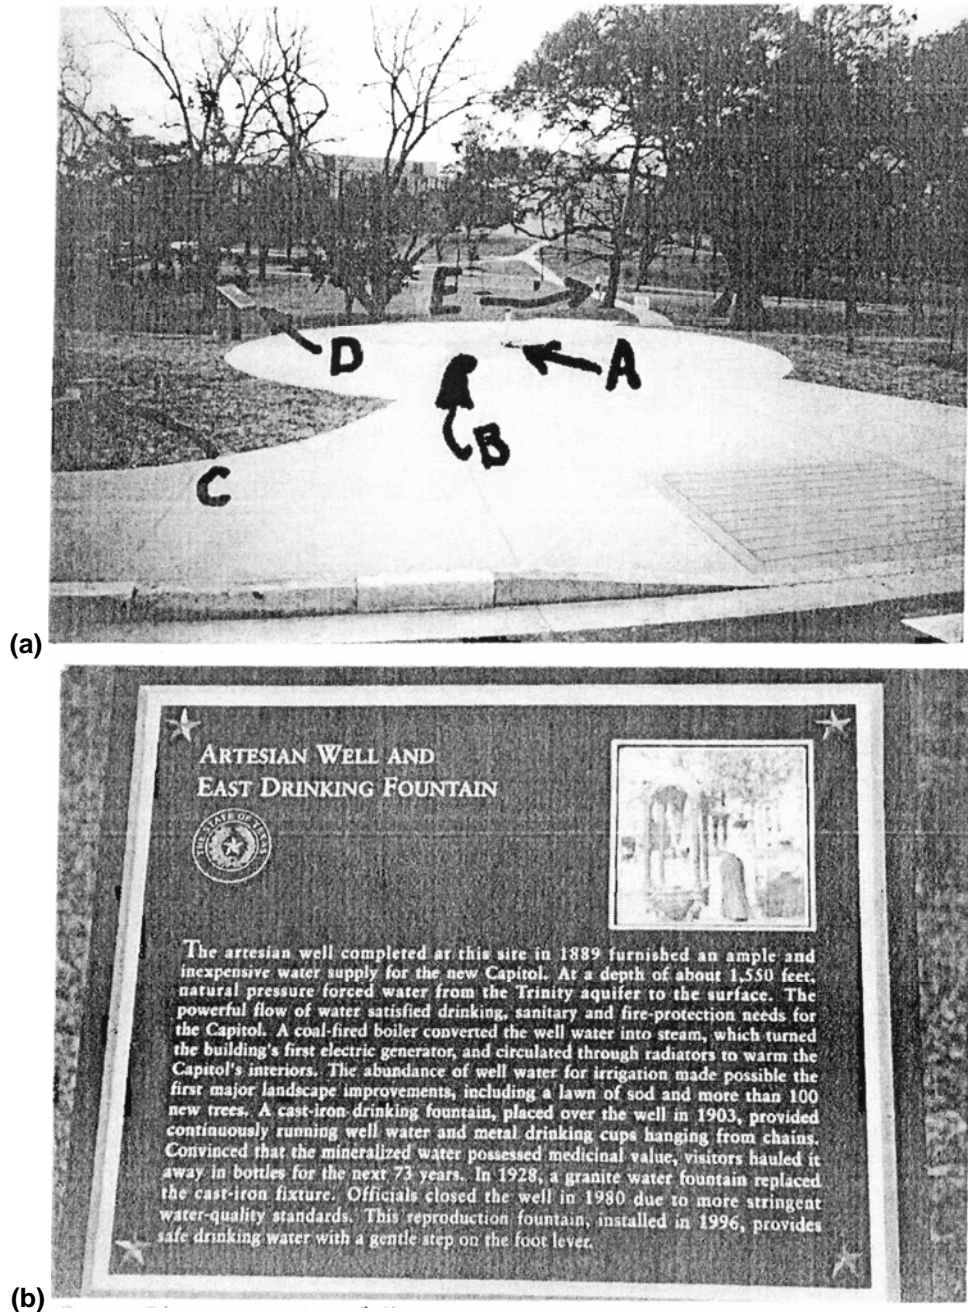 E
D
A
B
C
(a)
ARTESIAN WELL AND
EAST DRINKING FOUNTAIN
THE STATE OF TEXAS
The artesian well completed at this site in 1889 furnished an ample and
inexpensive water supply for the new Capitol. At a depth of about 1,550 feet,
natural pressure forced water from the Trinity aquifer to the surface. The
powerful flow of water satisfied drinking, sanitary and fire-protection needs for
the Capitol. A coal-fired boiler converted the well water into steam, which turned
the building's first electric generator, and circulated through radiators to warm the
Capitol's interiors. The abundance of well water for irrigation made possible the
first major landscape improvements, including a lawn of sod and more than 100
new trees. A cast-iron drinking fountain, placed over the well in 1903, provided
continuously running well water and metal drinking cups hanging from chains.
Convinced that the mineralized water possessed medicinal value, visitors hauled it
away in bottles for the next 73 years. In 1928, a granite water fountain replaced
the cast-iron fixture. Officials closed the well in 1980 due to more stringent
water-quality standards. This reproduction fountain, installed in 1996, provides
safe drinking water with a gentle step on the foot lever.
(b)